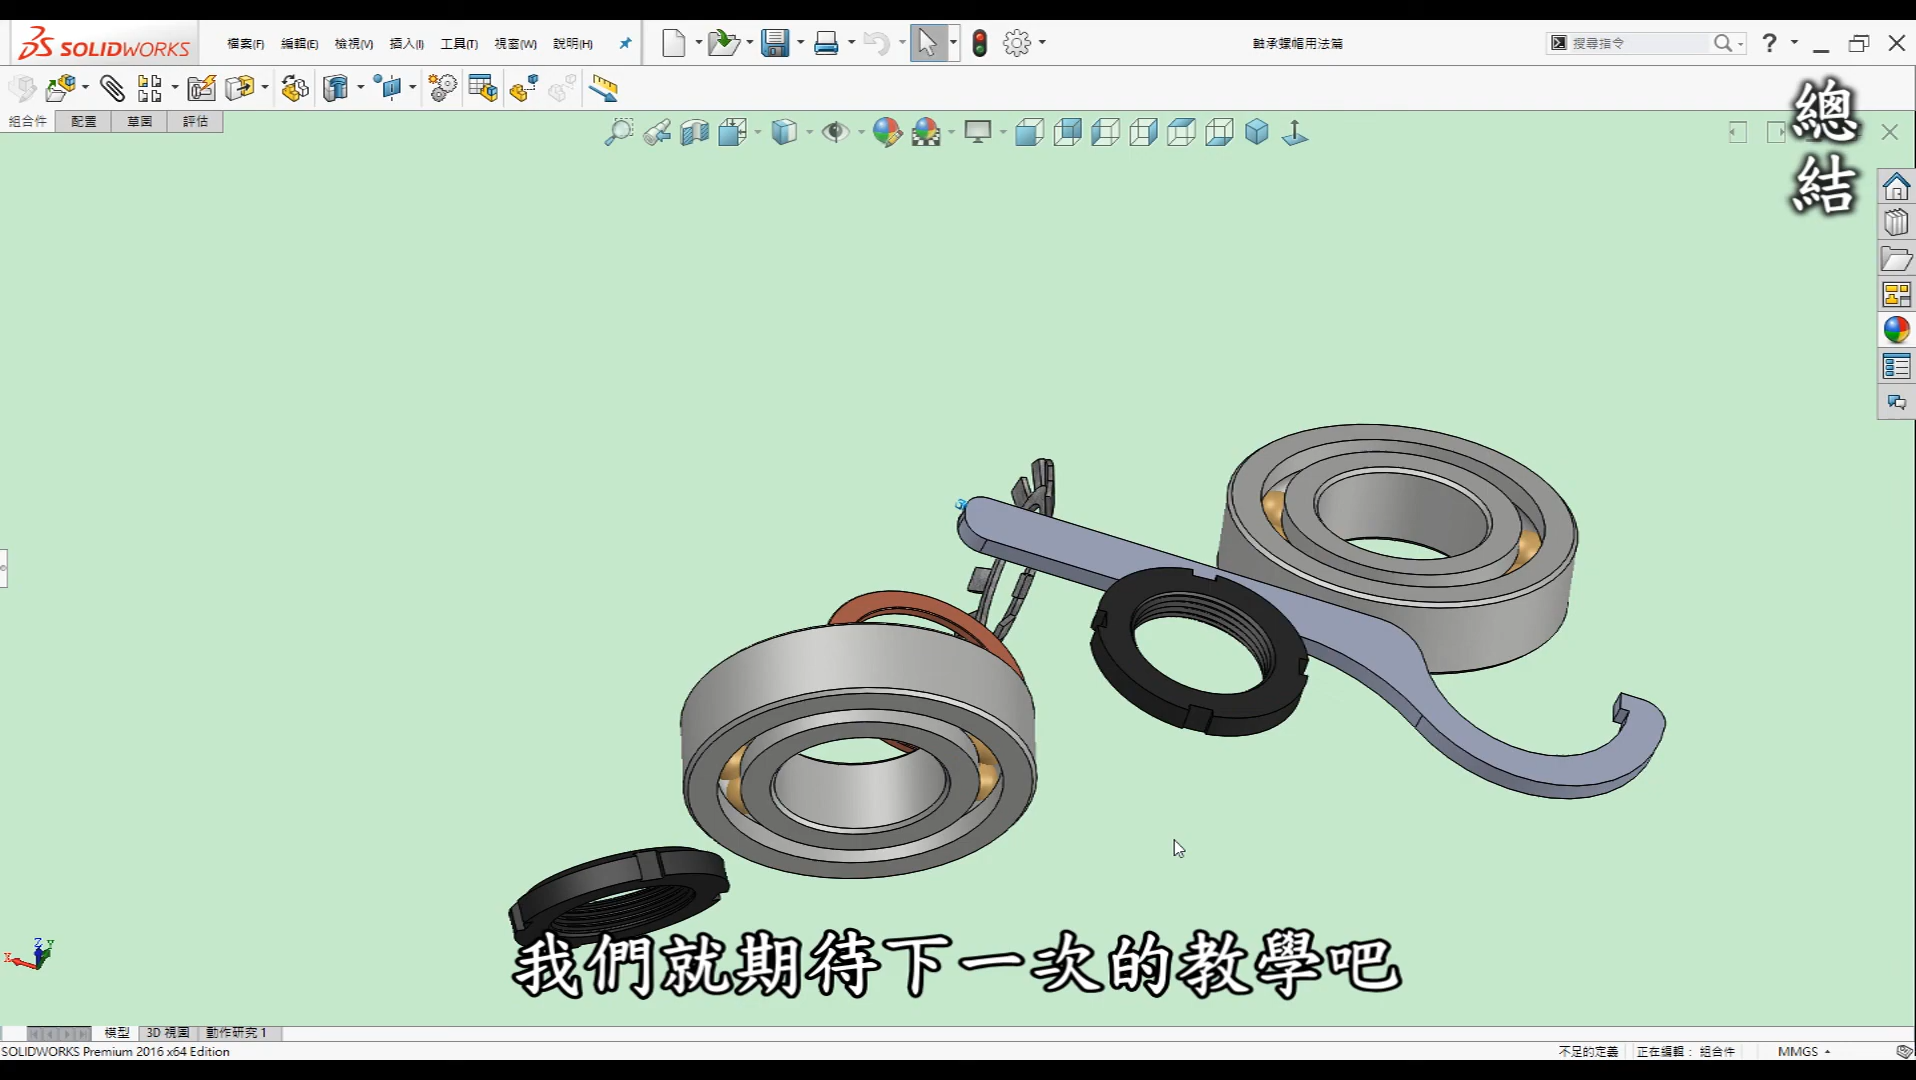 SOLIDWORKS
檔案(F) 編輯(E) 檢視(V) 插入(I) 工具(T) 視窗(W) 說明(H)
軸承螺帽用法篇
搜尋指令
?
組合件 配置 草圖 評估
總結
我們就期待下一次的教學吧
Z Y
X
模型 3D 視圖 動作研究 1
SOLIDWORKS Premium 2016 x64 Edition
不足的定義 正在編輯： 組合件 MMGS